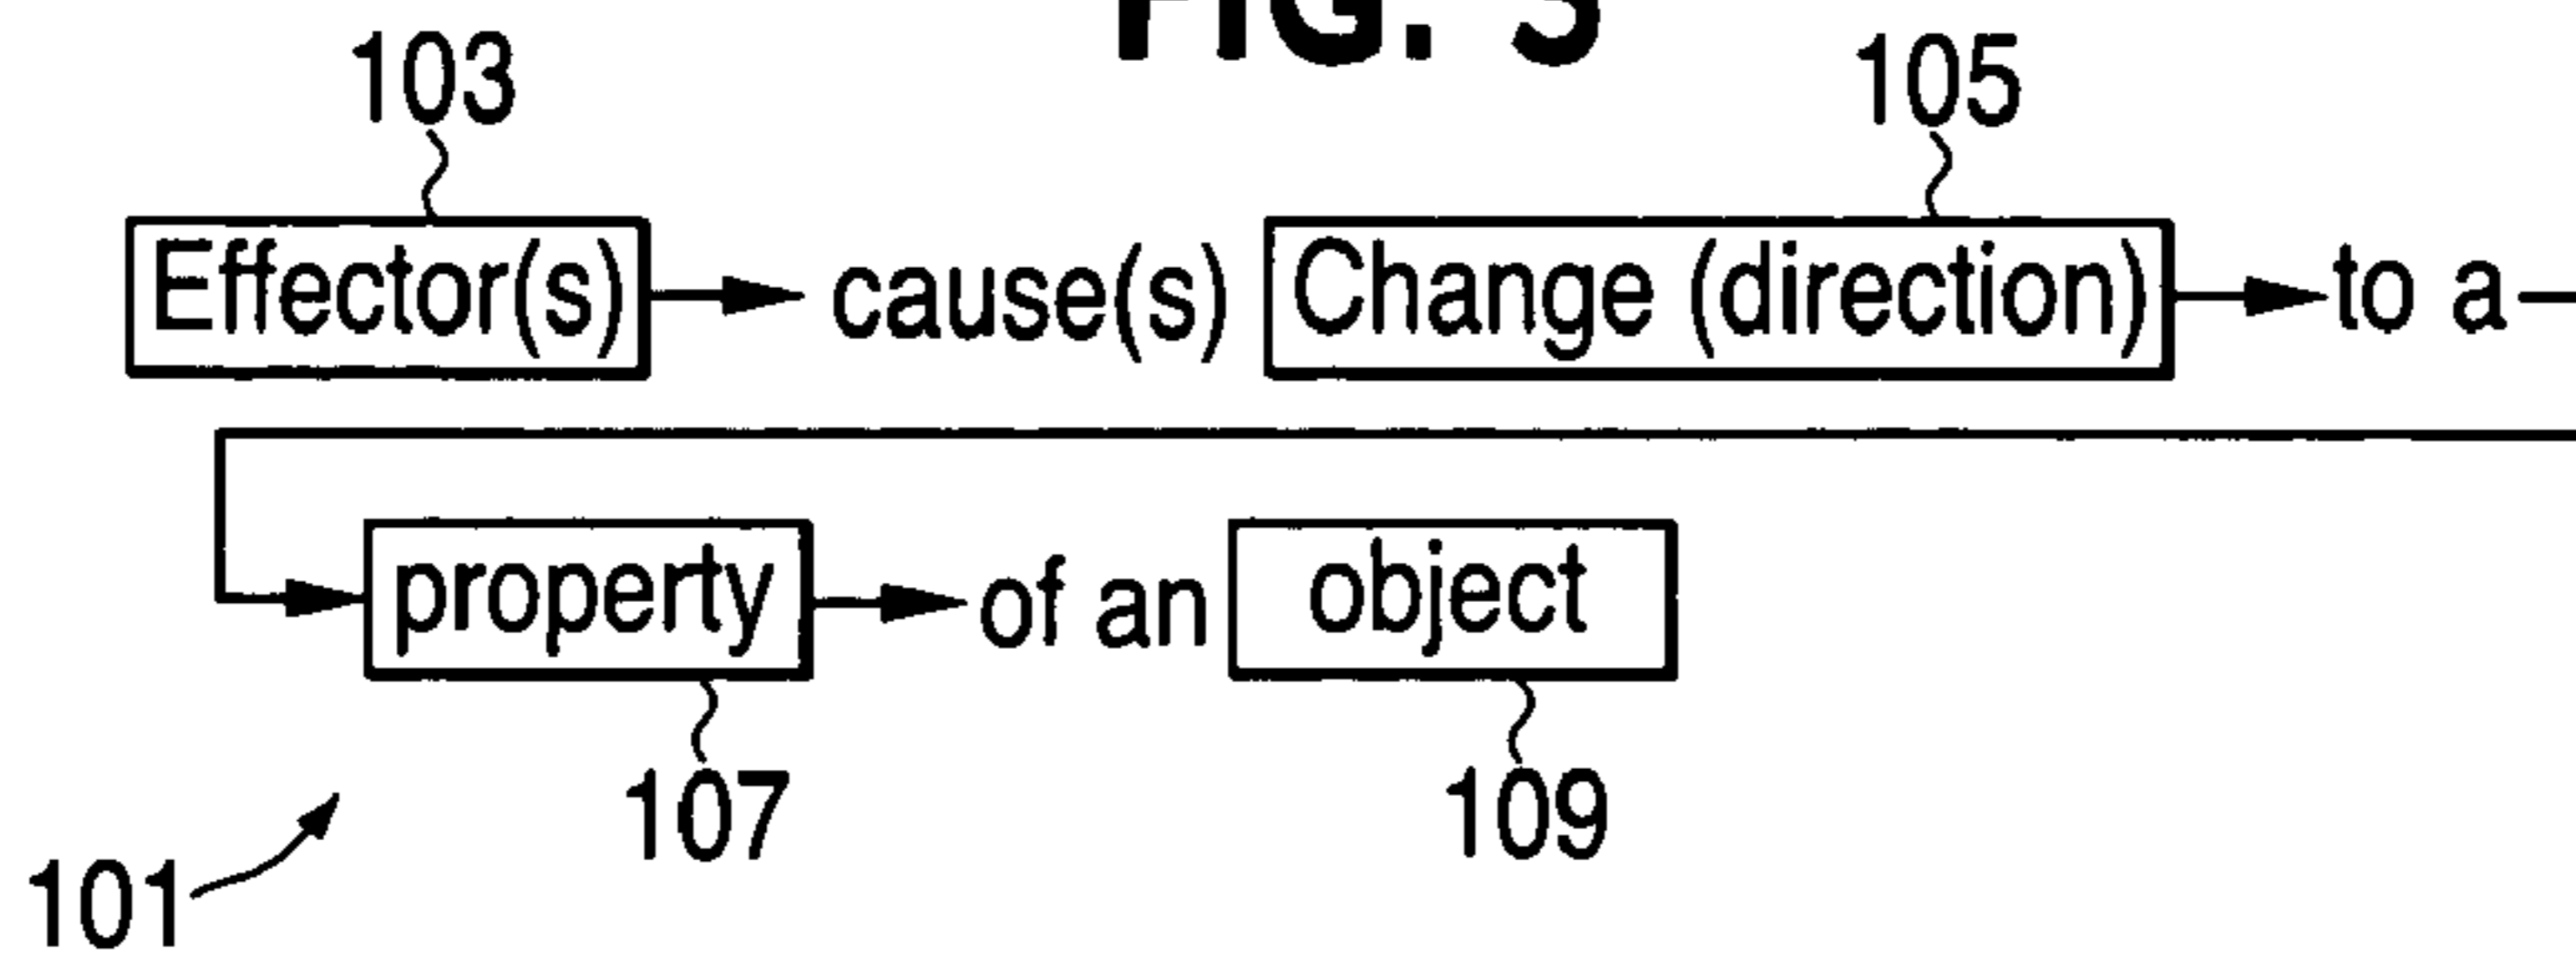 FIG. 3
103 105
Effector(s) cause(s) Change (direction) to a
property of an object
107 109
101